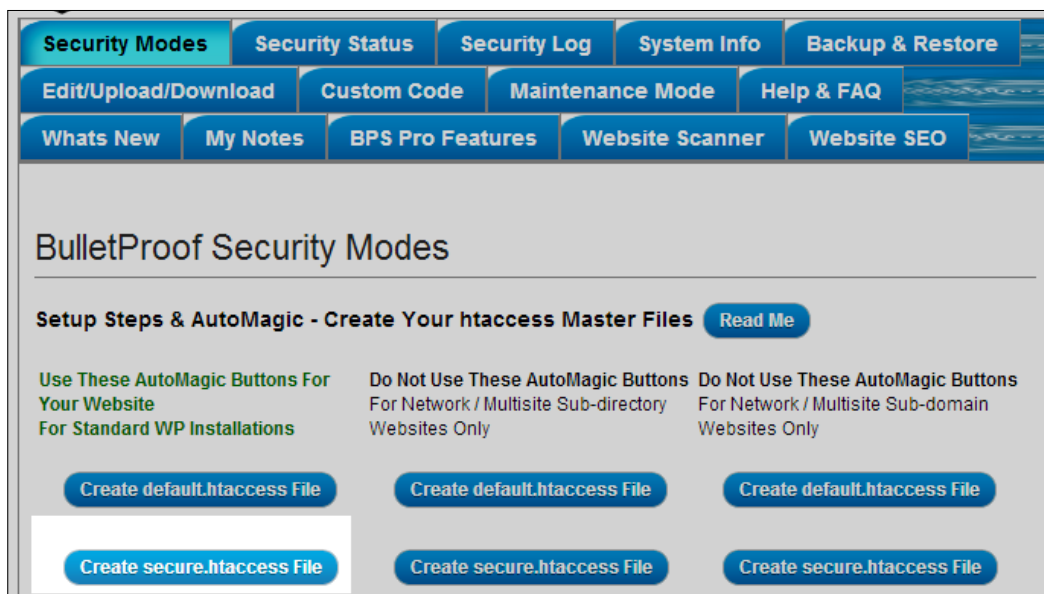 Security Modes Security Status Security Log System Info Backup & Restore
Edit/Upload/Download Custom Code Maintenance Mode Help & FAQ
Whats New My Notes BPS Pro Features Website Scanner Website SEO
BulletProof Security Modes
Setup Steps & AutoMagic - Create Your htaccess Master Files Read Me
Use These AutoMagic Buttons For
Your Website
For Standard WP Installations
Do Not Use These AutoMagic Buttons
For Network / Multisite Sub-directory
Websites Only
Do Not Use These AutoMagic Buttons
For Network / Multisite Sub-domain
Websites Only
Create default.htaccess File Create default.htaccess File Create default.htaccess File
Create secure.htaccess File Create secure.htaccess File Create secure.htaccess File